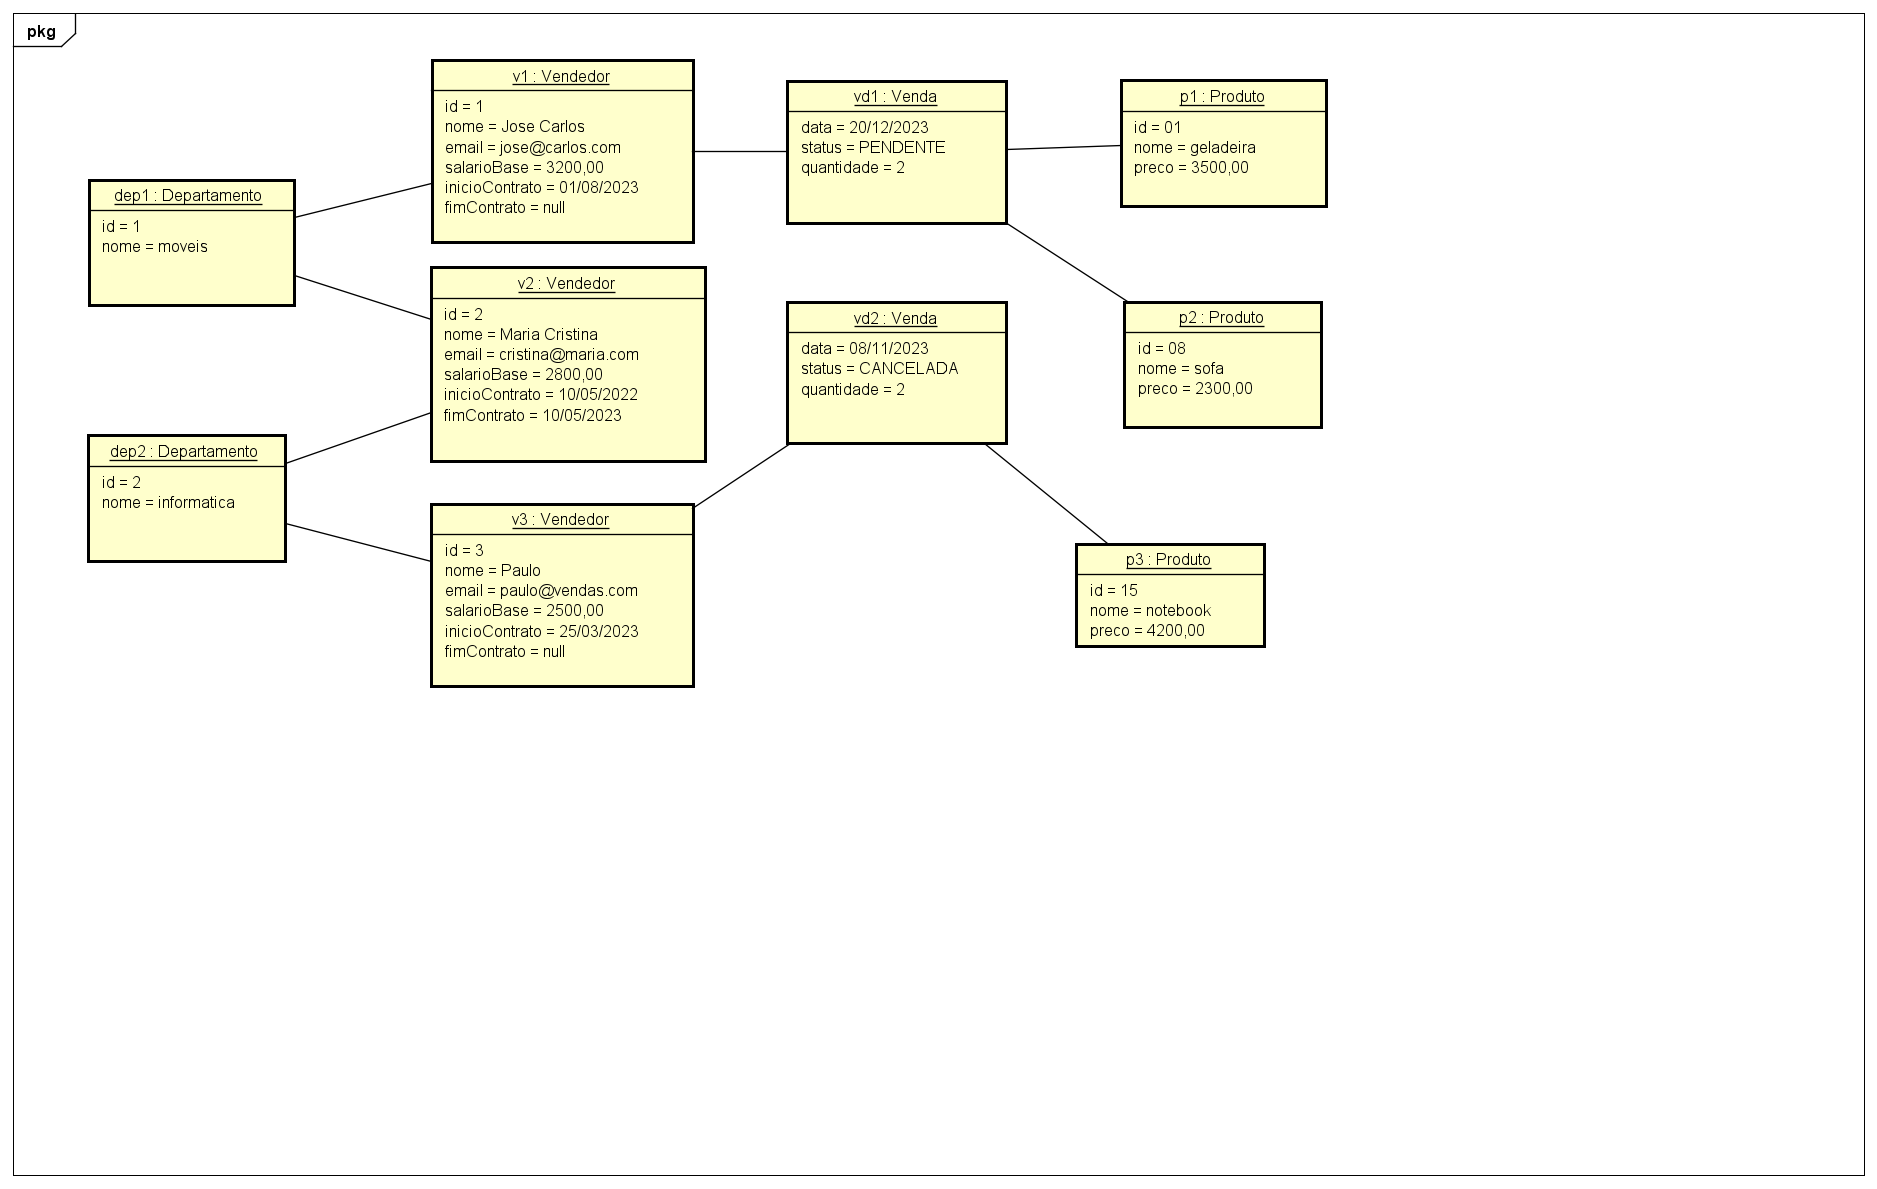 pkg
dep1 : Departamento
id = 1
nome = moveis
dep2 : Departamento
id = 2
nome = informatica
v1 : Vendedor
id = 1
nome = Jose Carlos
email = jose@carlos.com
salarioBase = 3200,00
inicioContrato = 01/08/2023
fimContrato = null
v2 : Vendedor
id = 2
nome = Maria Cristina
email = cristina@maria.com
salarioBase = 2800,00
inicioContrato = 10/05/2022
fimContrato = 10/05/2023
v3 : Vendedor
id = 3
nome = Paulo
email = paulo@vendas.com
salarioBase = 2500,00
inicioContrato = 25/03/2023
fimContrato = null
vd1 : Venda
data = 20/12/2023
status = PENDENTE
quantidade = 2
vd2 : Venda
data = 08/11/2023
status = CANCELADA
quantidade = 2
p1 : Produto
id = 01
nome = geladeira
preco = 3500,00
p2 : Produto
id = 08
nome = sofa
preco = 2300,00
p3 : Produto
id = 15
nome = notebook
preco = 4200,00